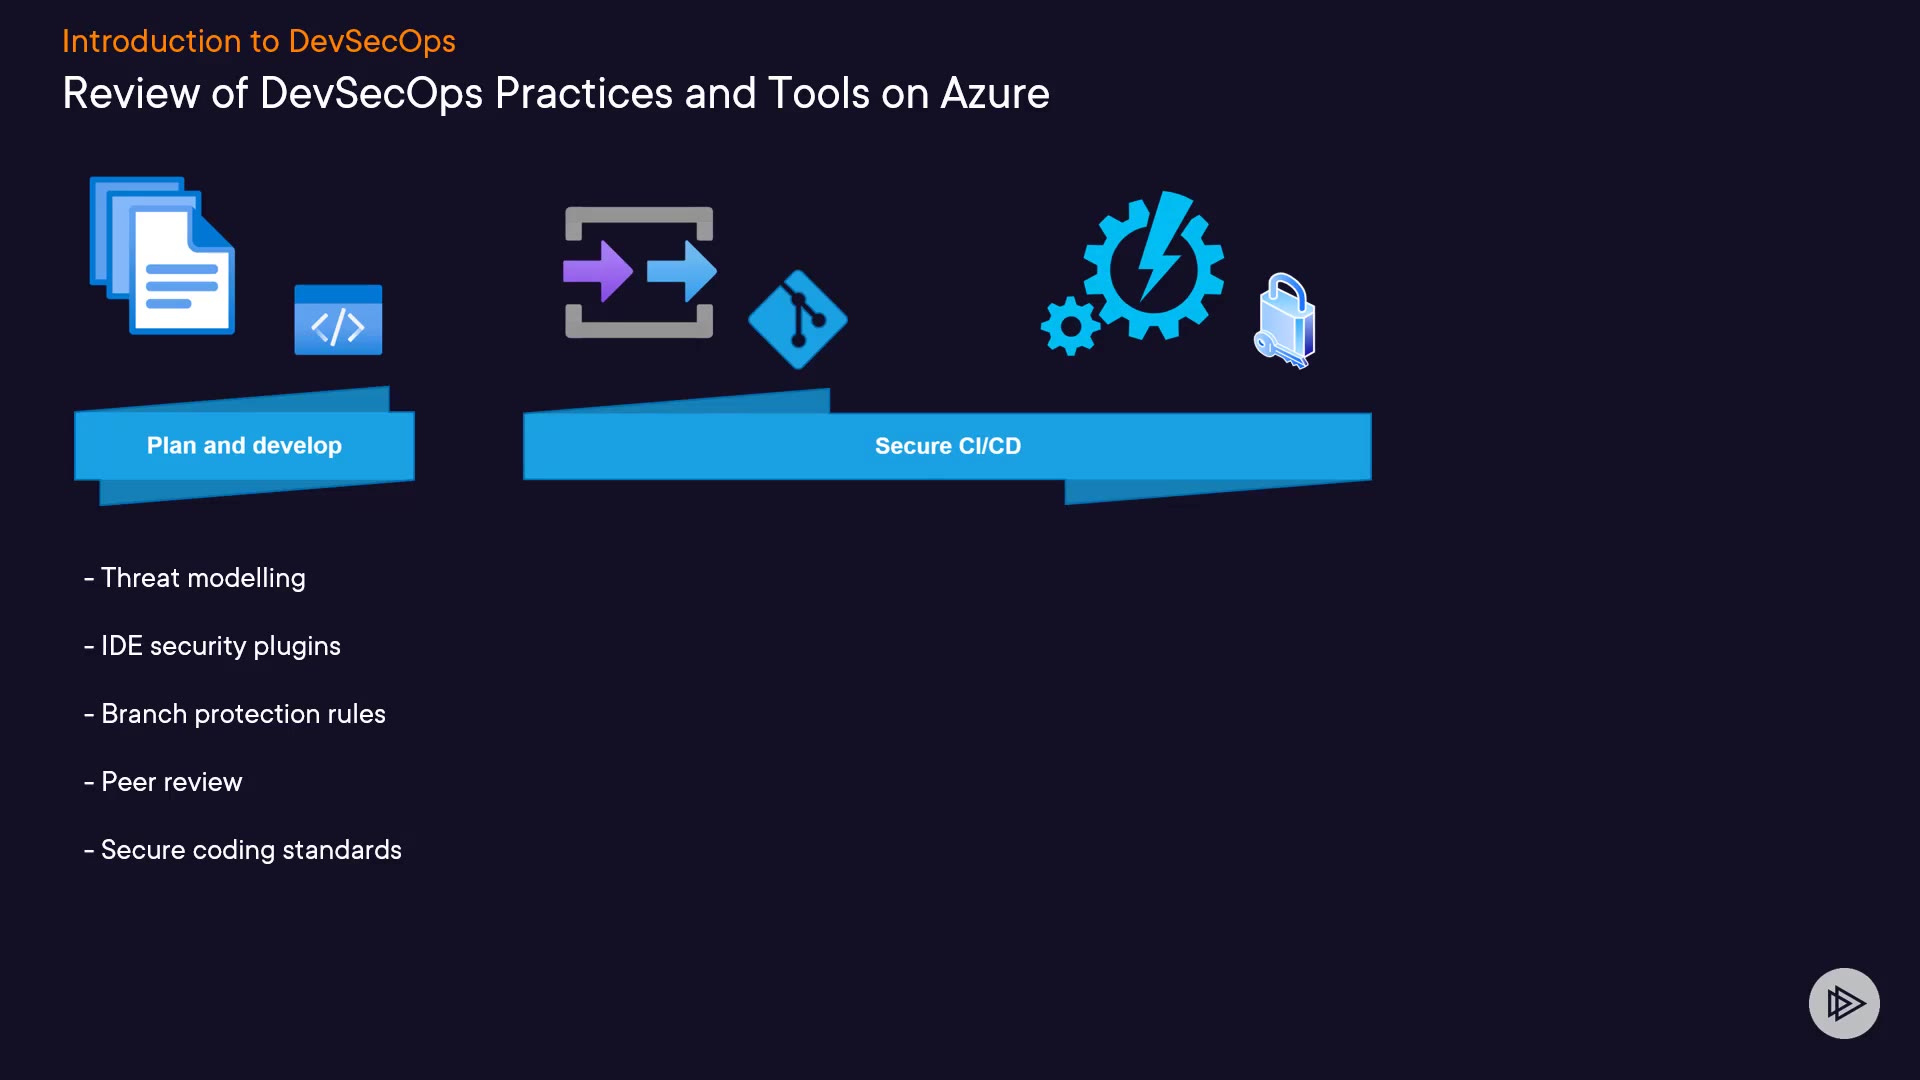 Introduction to DevSecOps
Review of DevSecOps Practices and Tools on Azure
Plan and develop
Secure CI/CD
- Threat modelling
- IDE security plugins
- Branch protection rules
- Peer review
- Secure coding standards